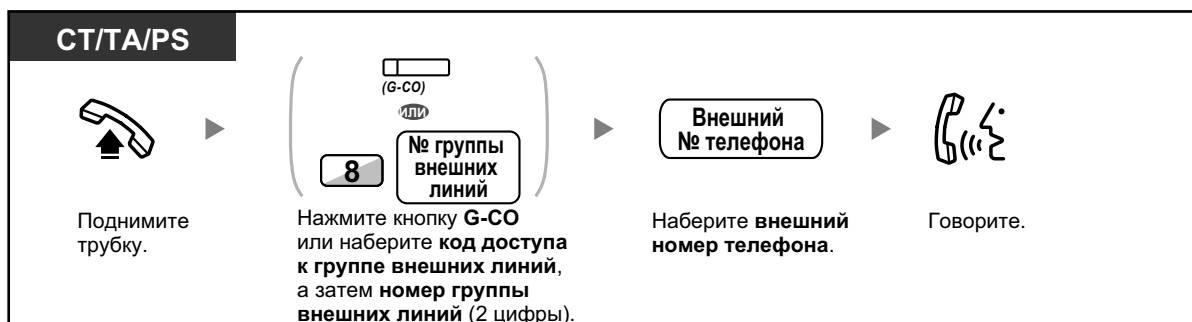 CT/TA/PS
(G-CO)
или
8
№ группы
внешних
линий
Внешний
№ телефона
Поднимите
трубку.
Нажмите кнопку G-CO
или наберите код доступа
к группе внешних линий,
а затем номер группы
внешних линий (2 цифры).
Наберите внешний
номер телефона.
Говорите.